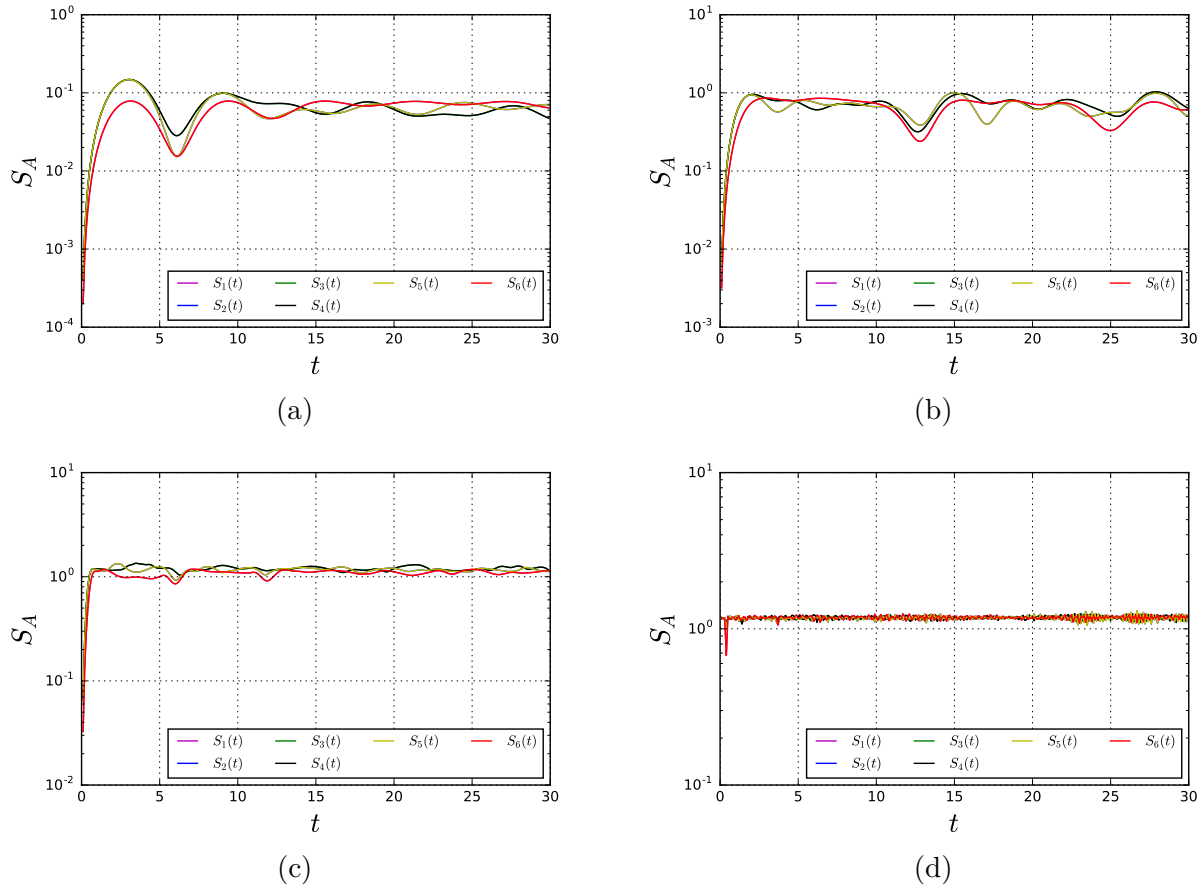 10^0
10^-1
10^-2
10^-3
10^-4
S_A
0 5 10 15 20 25 30
t
S_1(t) S_3(t) S_5(t) S_6(t)
S_2(t) S_4(t)
(a)
10^1
10^0
10^-1
10^-2
10^-3
S_A
0 5 10 15 20 25 30
t
S_1(t) S_3(t) S_5(t) S_6(t)
S_2(t) S_4(t)
(b)
10^1
10^0
10^-1
10^-2
S_A
0 5 10 15 20 25 30
t
S_1(t) S_3(t) S_5(t) S_6(t)
S_2(t) S_4(t)
(c)
10^1
10^0
10^-1
S_A
0 5 10 15 20 25 30
t
S_1(t) S_3(t) S_5(t) S_6(t)
S_2(t) S_4(t)
(d)